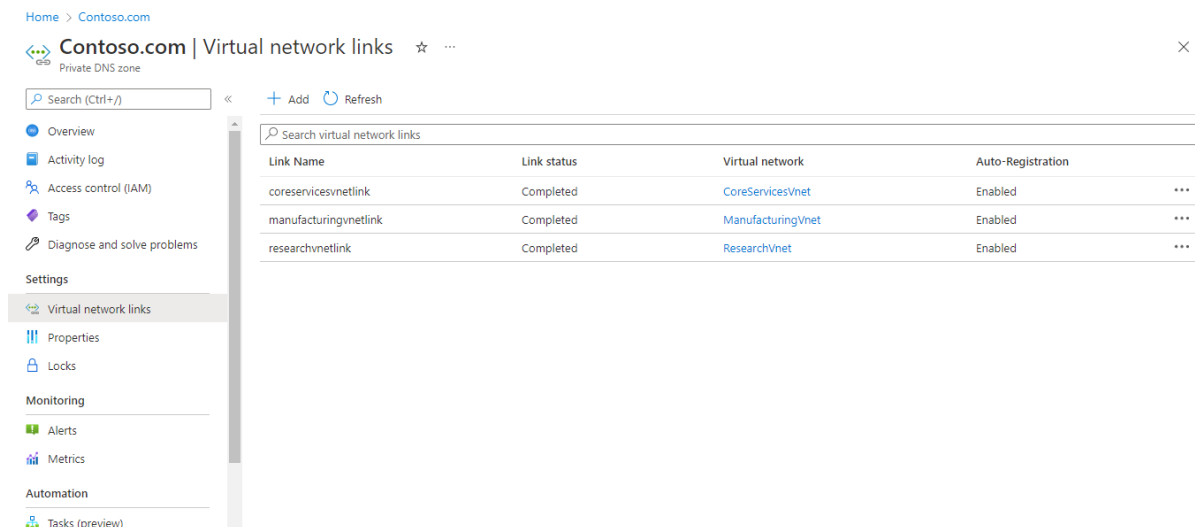 Home > Contoso.com
Contoso.com | Virtual network links
Private DNS zone
Search (Ctrl+/)
Overview
Activity log
Access control (IAM)
Tags
Diagnose and solve problems
Settings
Virtual network links
Properties
Locks
Monitoring
Alerts
Metrics
Automation
Tasks (preview)
Add Refresh
Search virtual network links
Link Name Link status Virtual network Auto-Registration
coreservicesvnetlink Completed CoreServicesVnet Enabled
manufacturingvnetlink Completed ManufacturingVnet Enabled
researchvnetlink Completed ResearchVnet Enabled